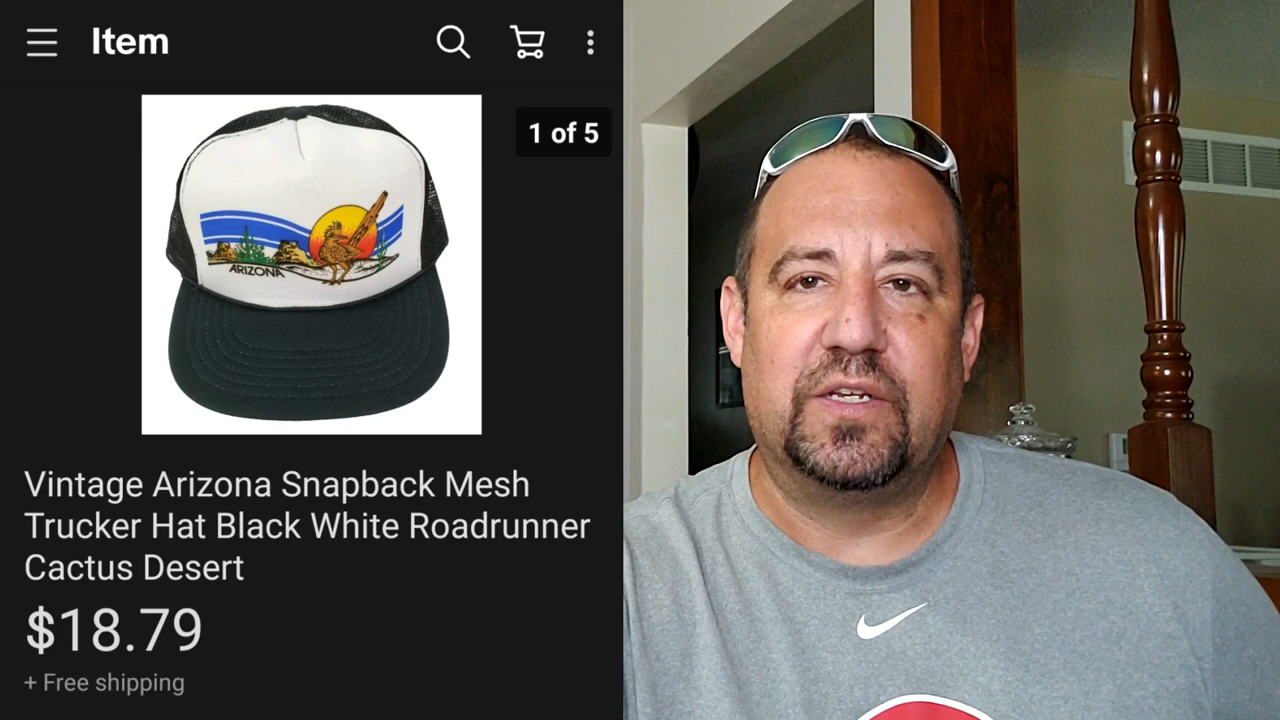 Item
1 of 5
ARIZONA
Vintage Arizona Snapback Mesh
Trucker Hat Black White Roadrunner
Cactus Desert
$18.79
+ Free shipping